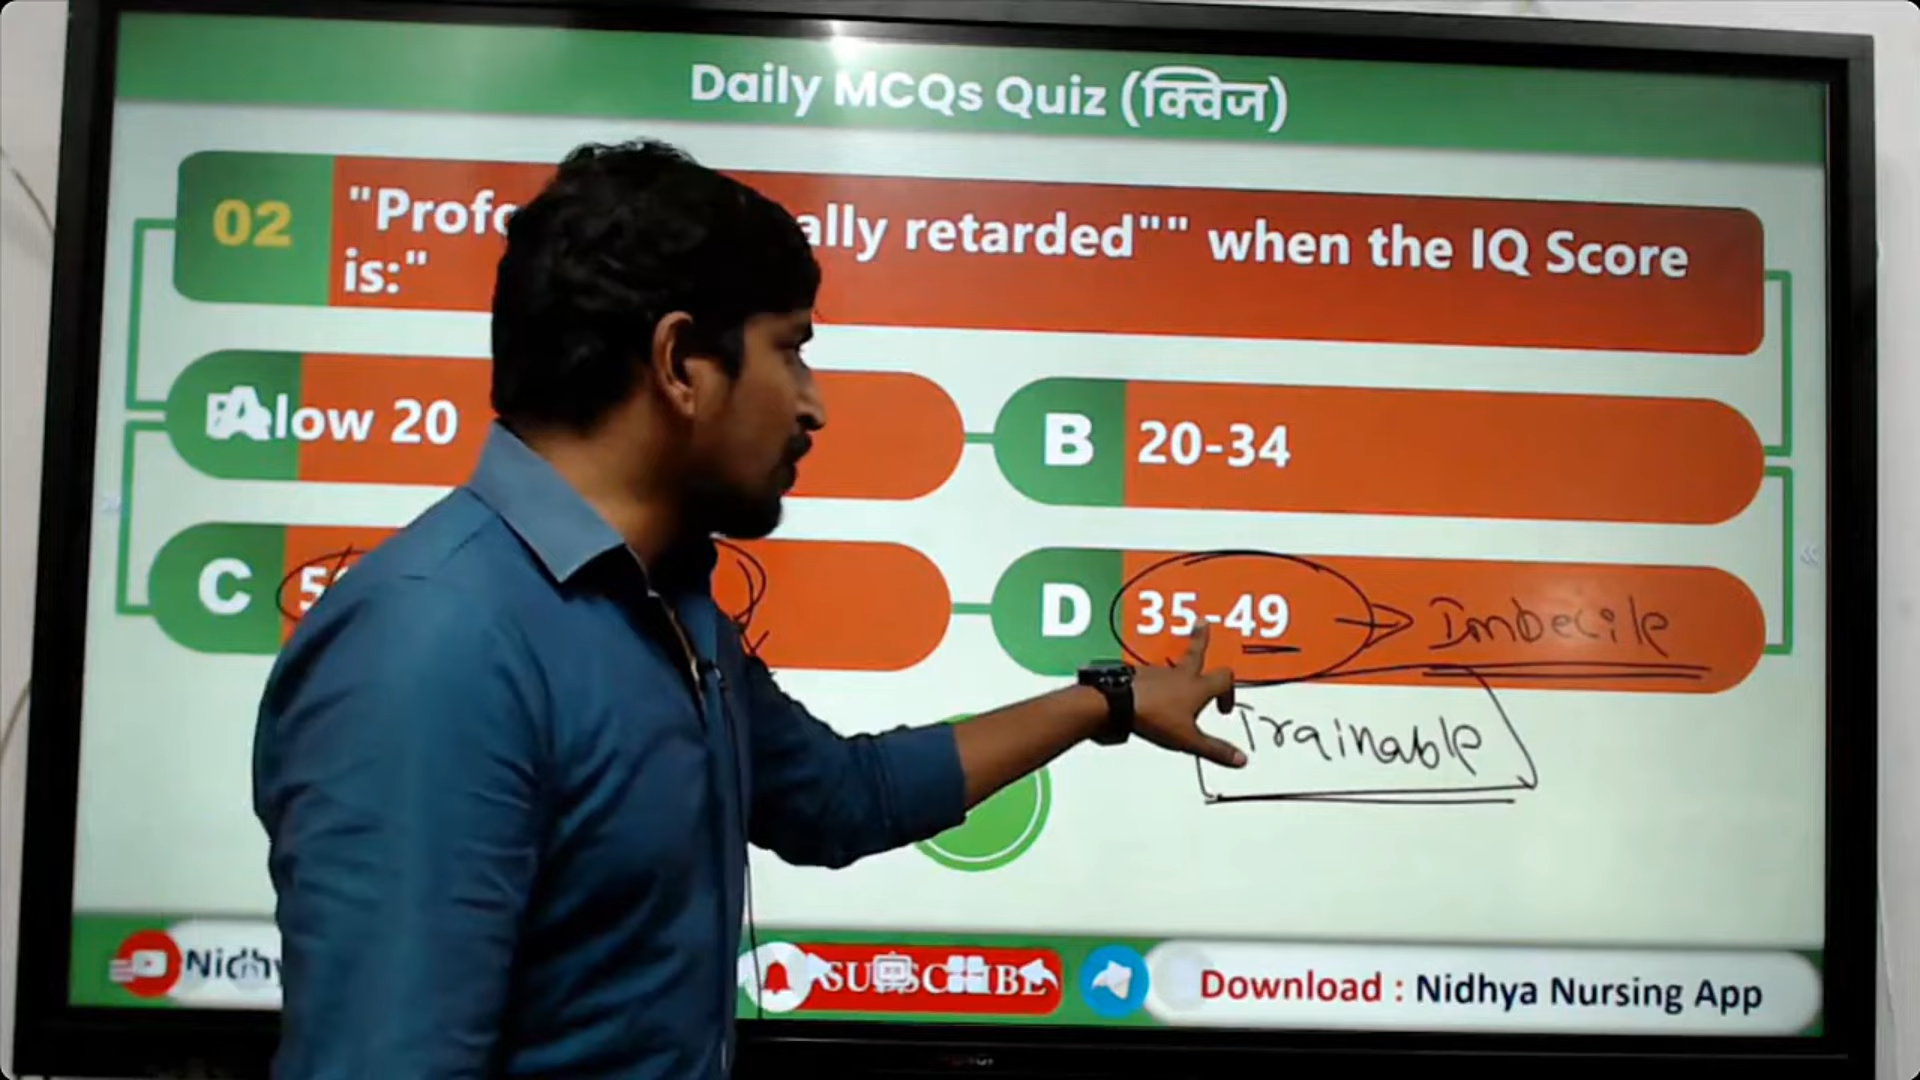 Daily MCQs Quiz (क्विज)
02
ally retarded"" when the IQ Score
is:"
A
low 20
B
20-34
C
D
35-49
Imbecile
Trainable
SUBSCRIBE
Download : Nidhya Nursing App